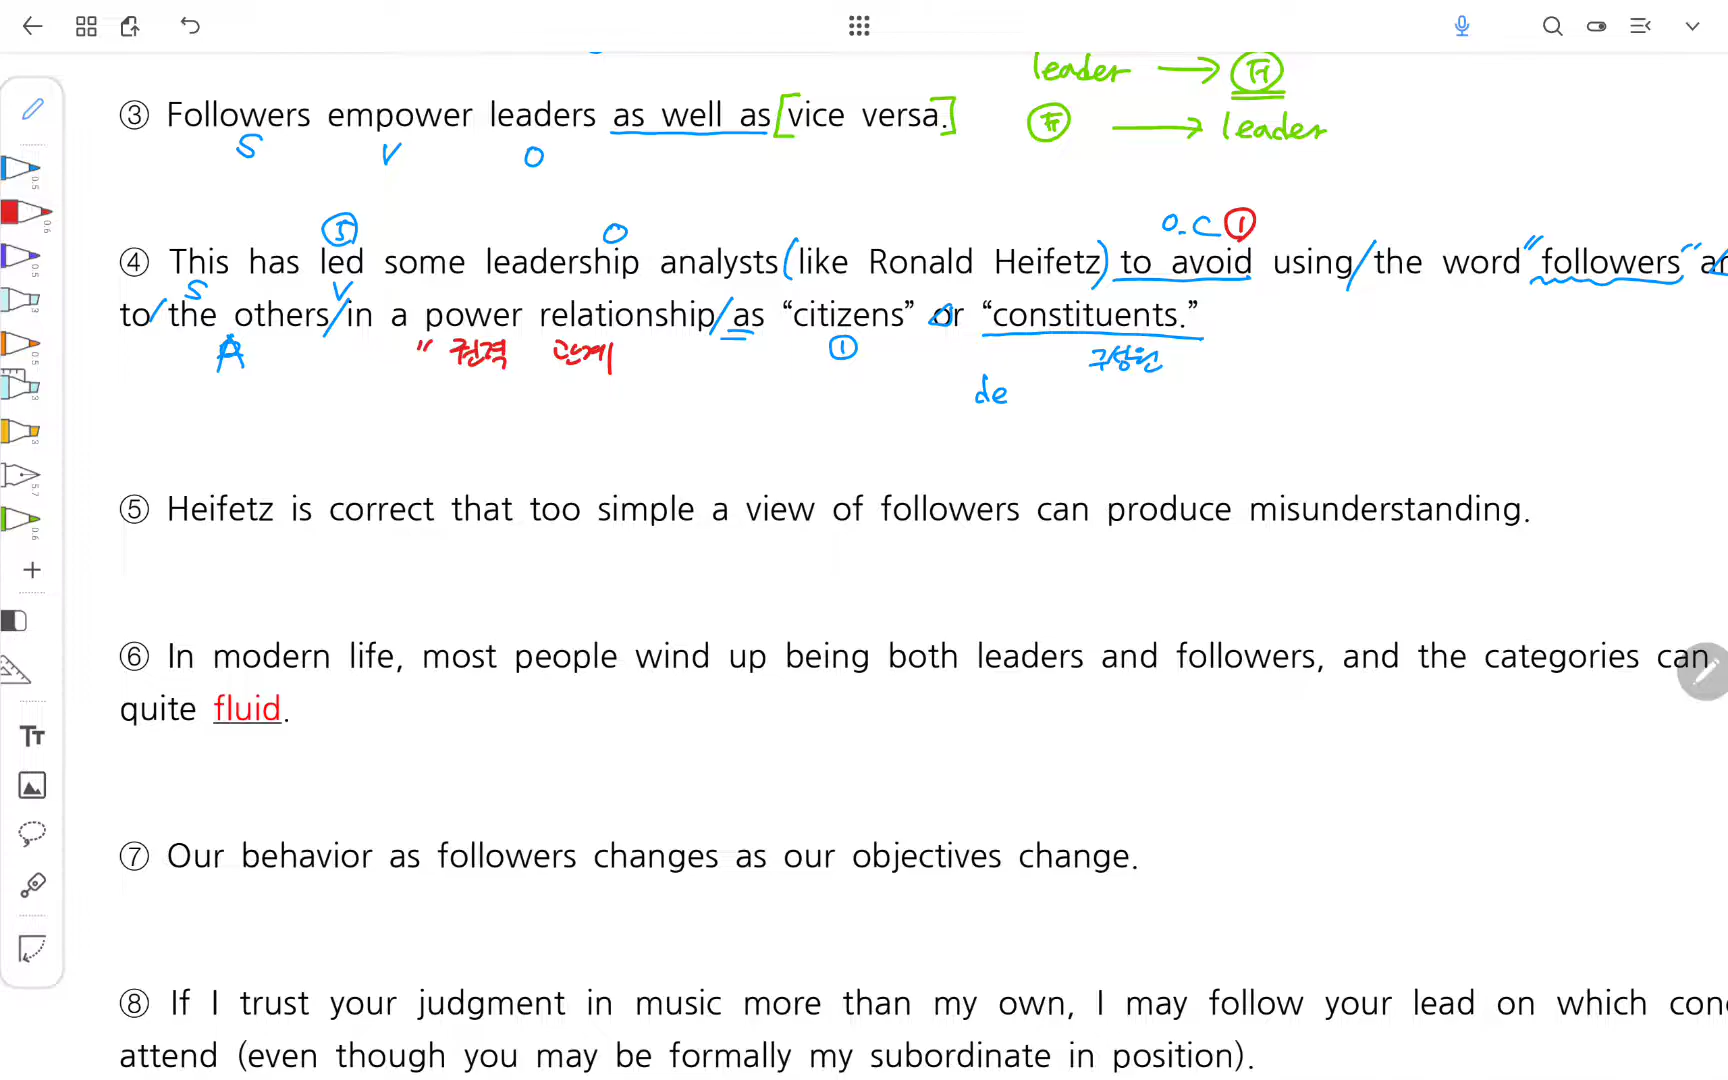 leader → Ⓕ
③ Followers empower leaders as well as [vice versa.]
Ⓕ → leader
S V O
⑤ O O.C ①
④ This has led some leadership analysts (like Ronald Heifetz) to avoid using / the word "followers"
S V
to / the others / in a power relationship / as “citizens” or “constituents.”
A " 권력 관계 ① 구성원
de
⑤ Heifetz is correct that too simple a view of followers can produce misunderstanding.
⑥ In modern life, most people wind up being both leaders and followers, and the categories can
quite fluid.
⑦ Our behavior as followers changes as our objectives change.
⑧ If I trust your judgment in music more than my own, I may follow your lead on which
attend (even though you may be formally my subordinate in position).